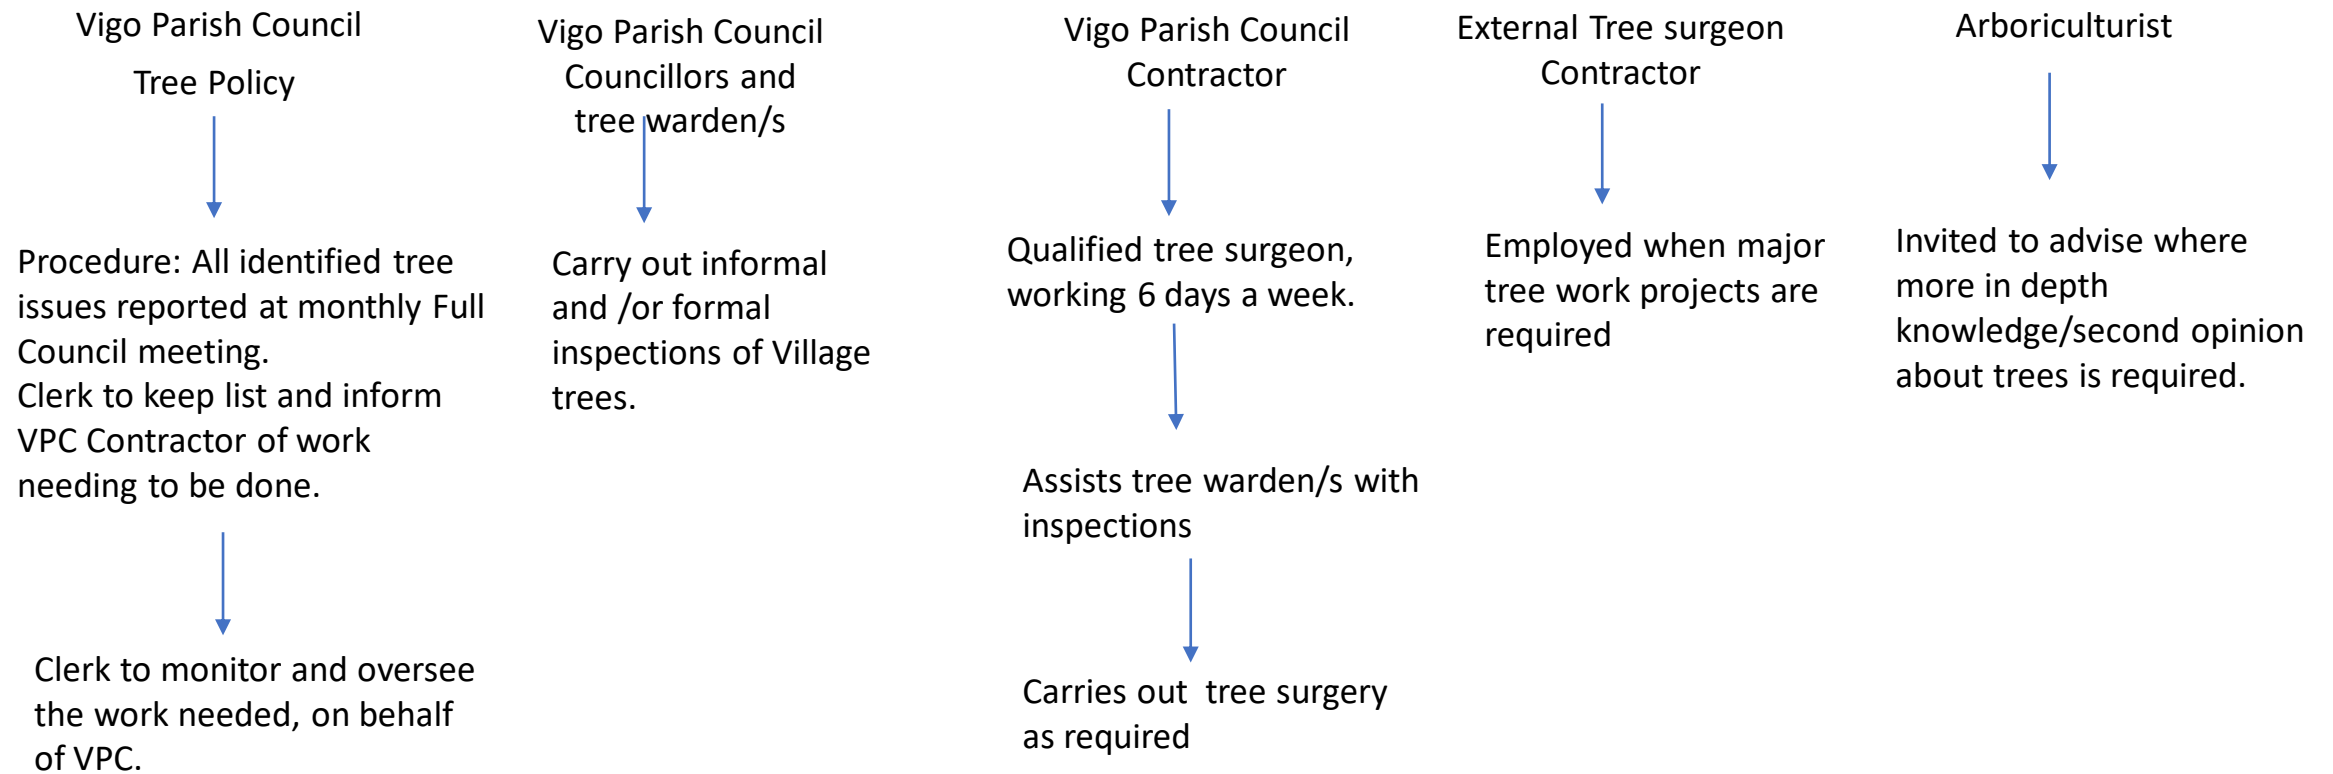 Vigo Parish Council
Tree Policy
Procedure: All identified tree
issues reported at monthly Full
Council meeting.
Clerk to keep list and inform
VPC Contractor of work
needing to be done.
Clerk to monitor and oversee
the work needed, on behalf
of VPC.
Vigo Parish Council
Councillors and
tree warden/s
Carry out informal
and /or formal
inspections of Village
trees.
Vigo Parish Council
Contractor
Qualified tree surgeon,
working 6 days a week.
Assists tree warden/s with
inspections
Carries out  tree surgery
as required
External Tree surgeon
Contractor
Employed when major
tree work projects are
required
Arboriculturist
Invited to advise where
more in depth
knowledge/second opinion
about trees is required.